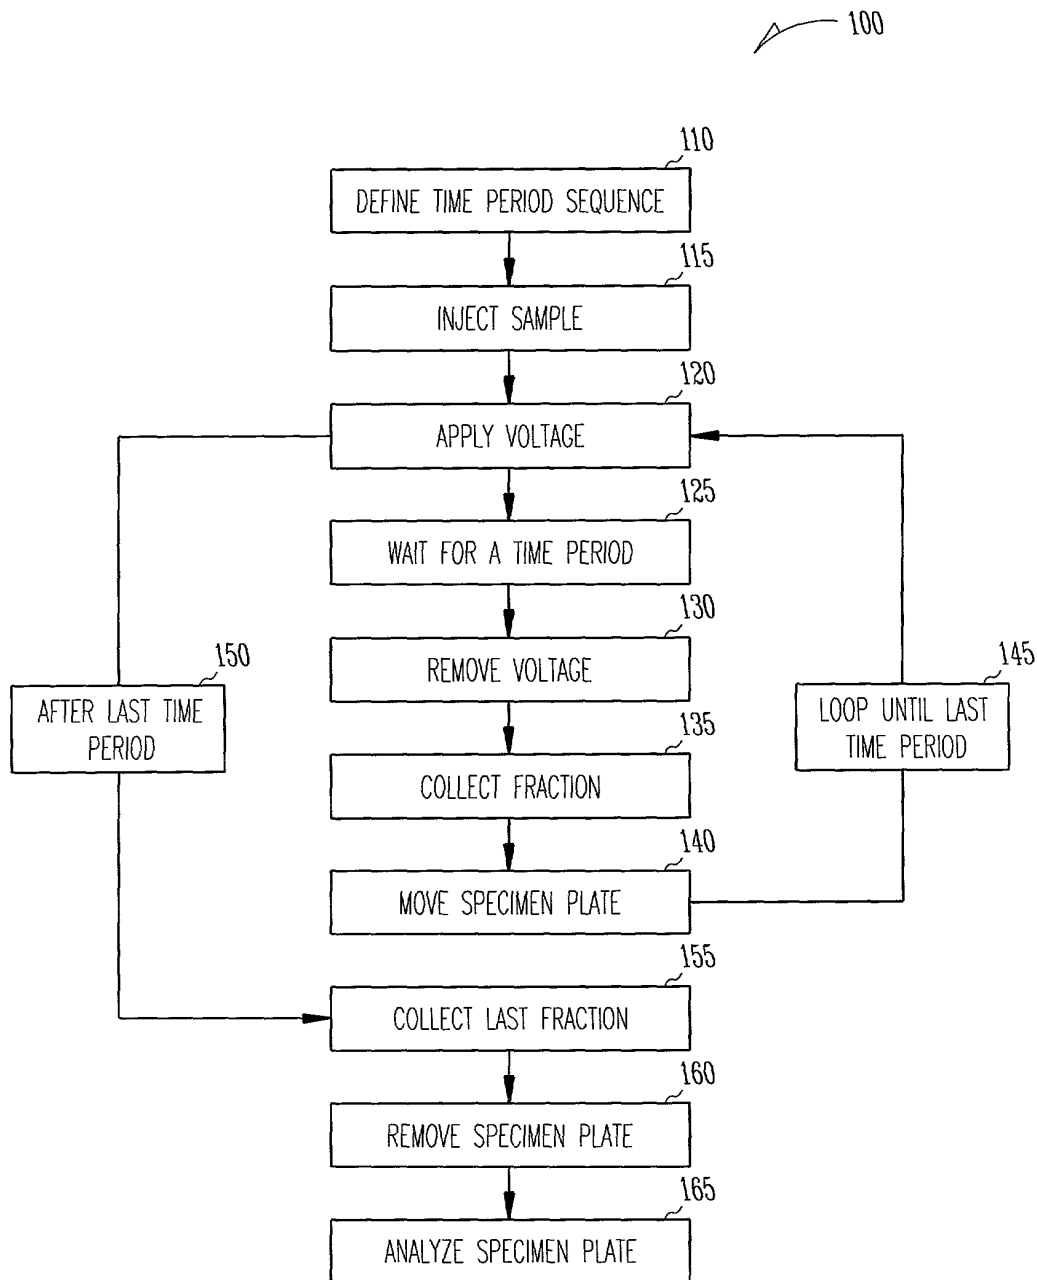 100
110
DEFINE TIME PERIOD SEQUENCE
115
INJECT SAMPLE
120
APPLY VOLTAGE
125
WAIT FOR A TIME PERIOD
130
REMOVE VOLTAGE
150
AFTER LAST TIME
PERIOD
145
LOOP UNTIL LAST
TIME PERIOD
135
COLLECT FRACTION
140
MOVE SPECIMEN PLATE
155
COLLECT LAST FRACTION
160
REMOVE SPECIMEN PLATE
165
ANALYZE SPECIMEN PLATE